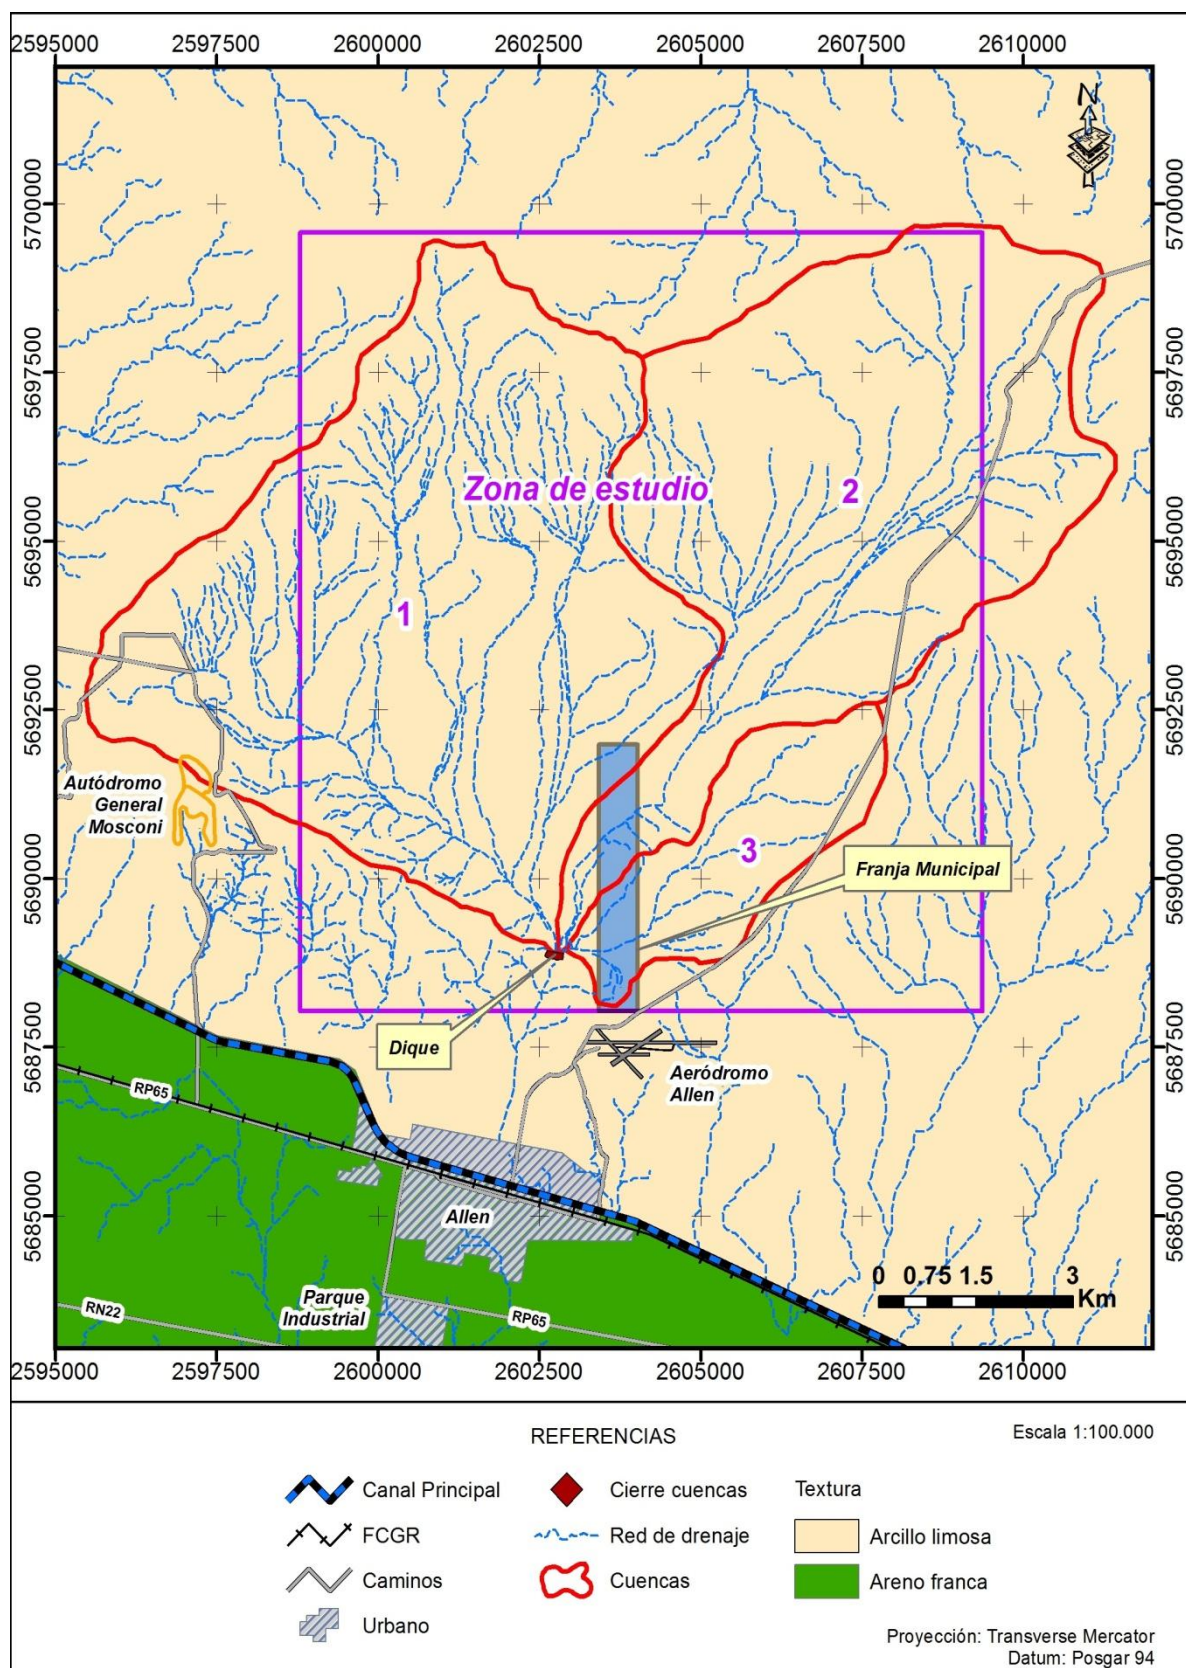 2595000 2597500 2600000 2602500 2605000 2607500 2610000
N
5700000 5700000
5697500 5697500
Zona de estudio
2
5695000 5695000
1
5692500 5692500
Autódromo
General
Mosconi
3
Franja Municipal
5690000 5690000
Dique
5687500 5687500
Aeródromo
Allen
RP65
Allen
5685000 5685000
Parque
Industrial
RN22
RP65
0 0.75 1.5 3
Km
2595000 2597500 2600000 2602500 2605000 2607500 2610000
REFERENCIAS
Escala 1:100.000
Canal Principal
Cierre cuencas
Textura
FCGR
Red de drenaje
Arcillo limosa
Caminos
Cuencas
Areno franca
Urbano
Proyección: Transverse Mercator
Datum: Posgar 94